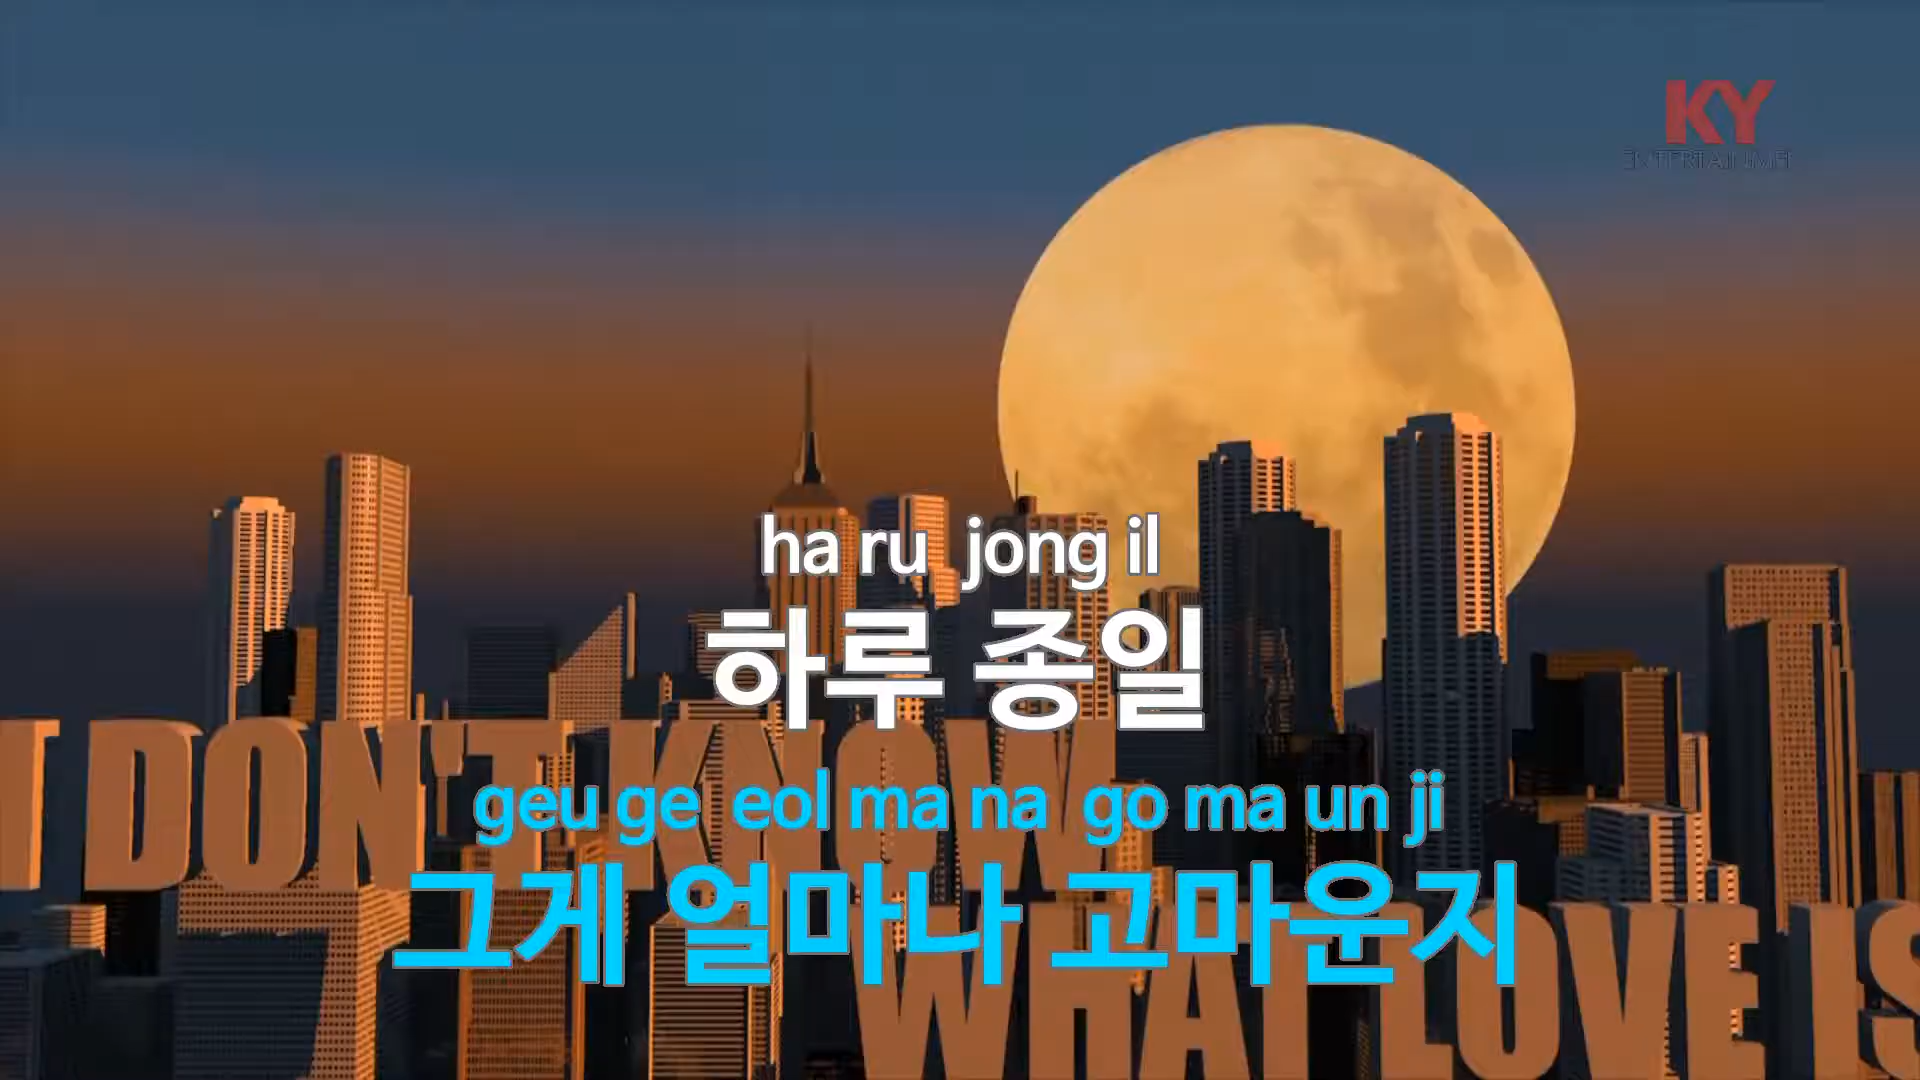 KY
ENTERTAINMENT
ha ru jong il
하루 종일
I DON'T KNOW
geu ge eol ma na go ma un ji
그게 얼마나 고마운지
WHAT LOVE IS